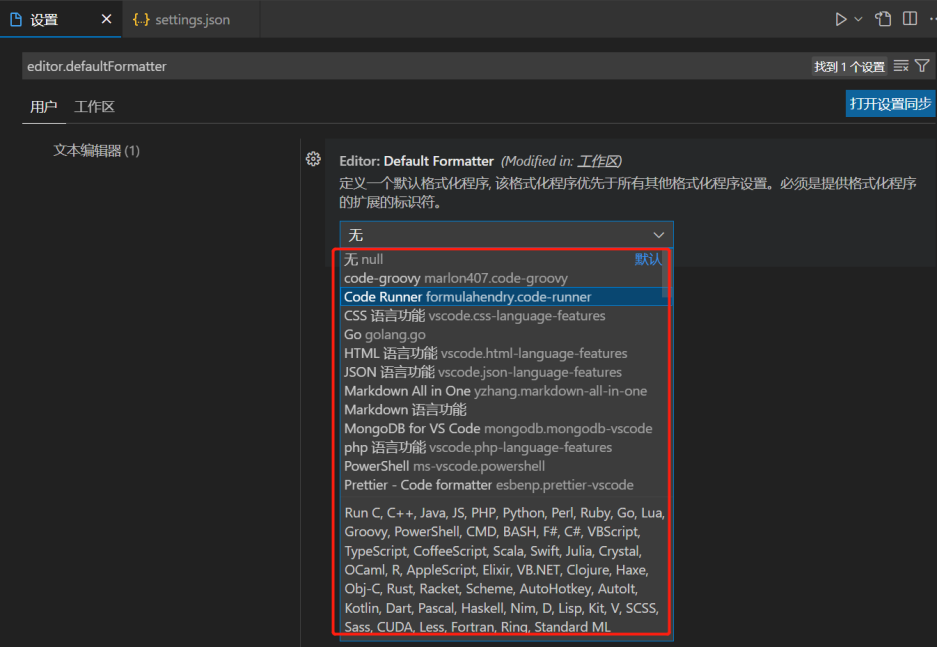 设置
{..} settings.json
editor.defaultFormatter
找到 1 个设置
用户 工作区
打开设置同步
文本编辑器 (1)
Editor: Default Formatter (Modified in: 工作区)
定义一个默认格式化程序, 该格式化程序优先于所有其他格式化程序设置。必须是提供格式化程序
的扩展的标识符。
无
无 null 默认
code-groovy marlon407.code-groovy
Code Runner formulahendry.code-runner
CSS 语言功能 vscode.css-language-features
Go golang.go
HTML 语言功能 vscode.html-language-features
JSON 语言功能 vscode.json-language-features
Markdown All in One yzhang.markdown-all-in-one
Markdown 语言功能
MongoDB for VS Code mongodb.mongodb-vscode
php 语言功能 vscode.php-language-features
PowerShell ms-vscode.powershell
Prettier - Code formatter esbenp.prettier-vscode
Run C, C++, Java, JS, PHP, Python, Perl, Ruby, Go, Lua,
Groovy, PowerShell, CMD, BASH, F#, C#, VBScript,
TypeScript, CoffeeScript, Scala, Swift, Julia, Crystal,
OCaml, R, AppleScript, Elixir, VB.NET, Clojure, Haxe,
Obj-C, Rust, Racket, Scheme, AutoHotkey, AutoIt,
Kotlin, Dart, Pascal, Haskell, Nim, D, Lisp, Kit, V, SCSS,
Sass, CUDA, Less, Fortran, Ring, Standard ML